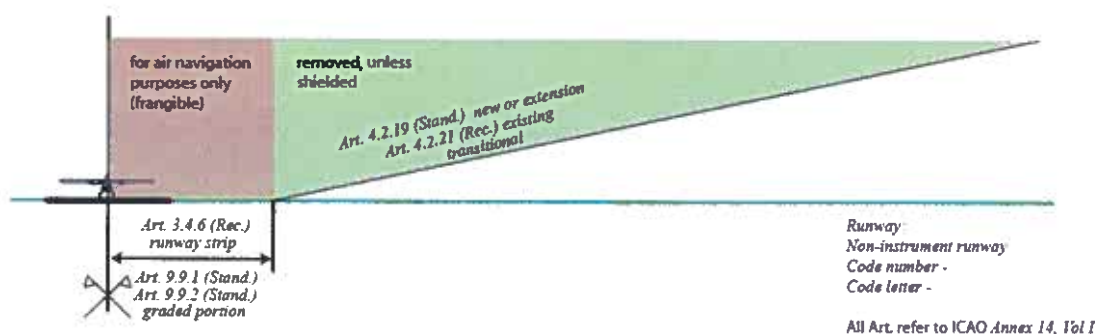 for air navigation
purposes only
(frangible)
removed, unless
shielded
Art. 4.2.19 (Stand.) new or extension
Art. 4.2.21 (Rec.) existing
transitional
Art. 3.4.6 (Rec.)
runway strip
Art. 9.9.1 (Stand.)
Art. 9.9.2 (Stand.)
graded portion
Runway
Non-instrument runway
Code number -
Code letter -
All Art. refer to ICAO Annex 14, Vol I